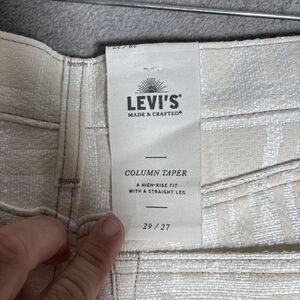 LEVI'S®
MADE & CRAFTED®
COLUMN TAPER
A HIGH-RISE FIT
WITH A STRAIGHT LEG
29 / 27